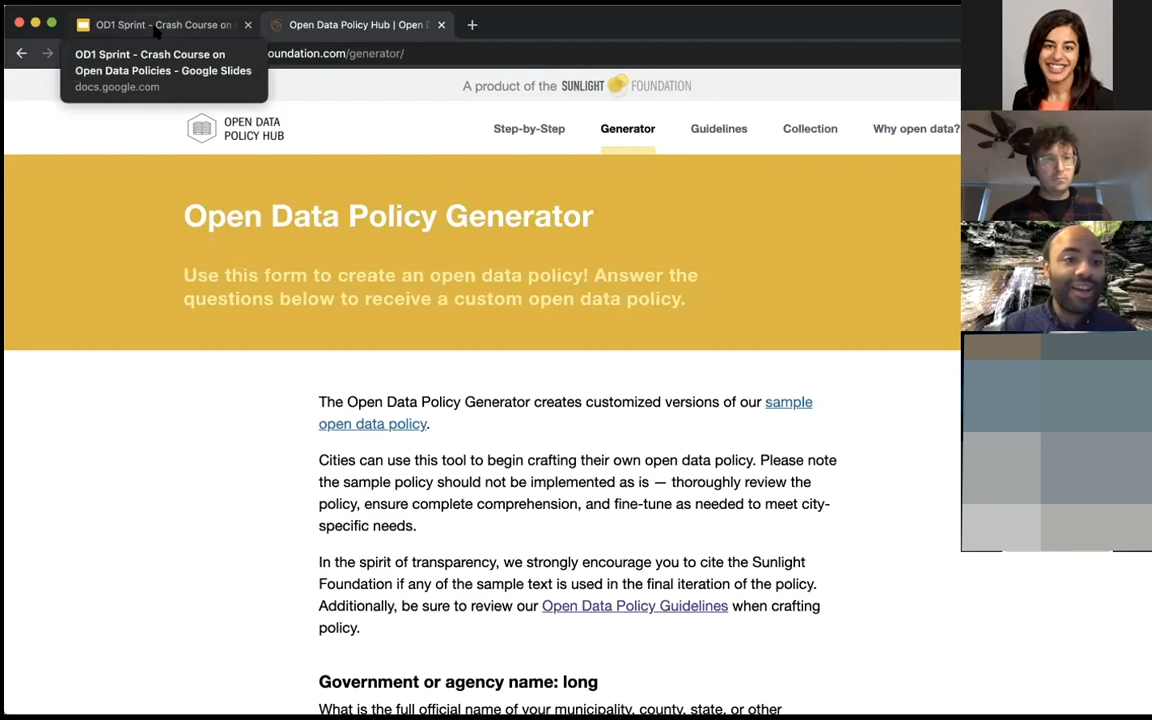 OD1 Sprint - Crash Course on
Open Data Policy Hub | Open
OD1 Sprint - Crash Course on
Open Data Policies - Google Slides
docs.google.com
oundation.com/generator/
A product of the SUNLIGHT FOUNDATION
OPEN DATA
POLICY HUB
Step-by-Step
Generator
Guidelines
Collection
Why open data?
Open Data Policy Generator
Use this form to create an open data policy! Answer the
questions below to receive a custom open data policy.
The Open Data Policy Generator creates customized versions of our sample
open data policy.
Cities can use this tool to begin crafting their own open data policy. Please note
the sample policy should not be implemented as is — thoroughly review the
policy, ensure complete comprehension, and fine-tune as needed to meet city-
specific needs.
In the spirit of transparency, we strongly encourage you to cite the Sunlight
Foundation if any of the sample text is used in the final iteration of the policy.
Additionally, be sure to review our Open Data Policy Guidelines when crafting
policy.
Government or agency name: long
What is the full official name of your municipality, county, state, or other